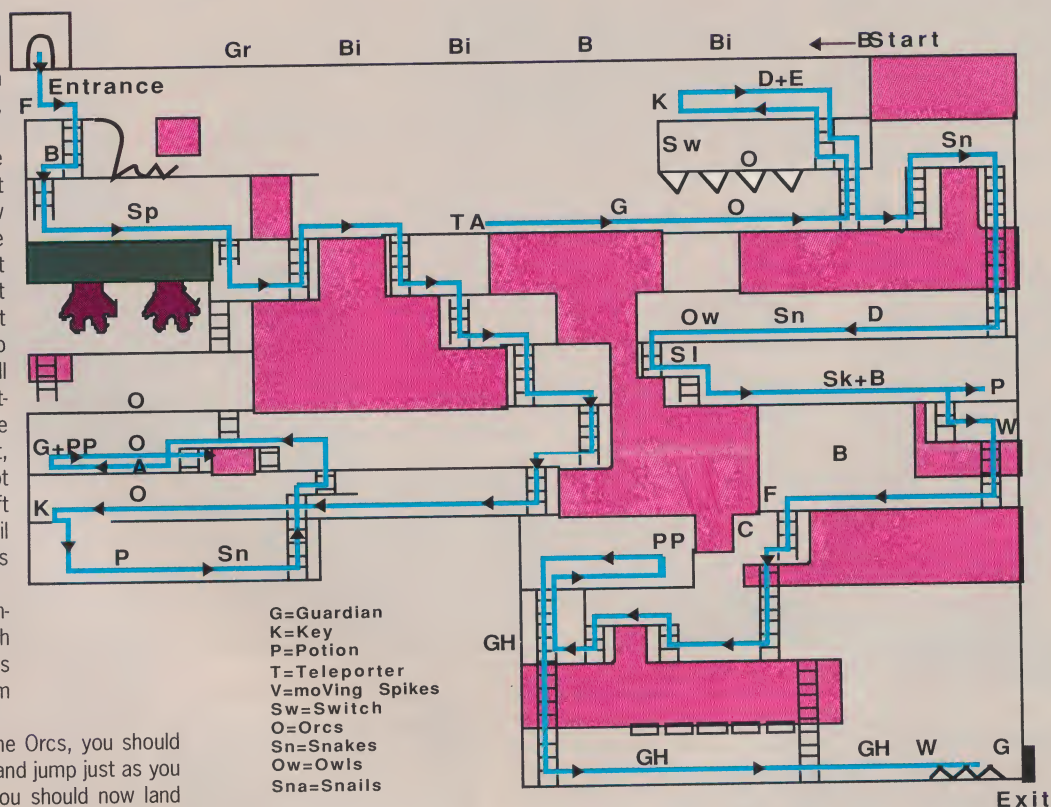 Gr Bi Bi B Bi BStart
Entrance
D+E
F
K
B
Sw
O
Sn
Sp
TA
G
O
Ow
Sn
D
SI
Sk+B
P
O
W
G+PP
O
A
B
K
O
F
C
P
Sn
PP
GH
G=Guardian
K=Key
P=Potion
T=Teleporter
V=moVing Spikes
Sw=Switch
O=Orcs
Sn=Snakes
Ow=Owls
Sna=Snails
GH
GH
W
G
Exit
he Orcs, you should
and jump just as you
ou should now land